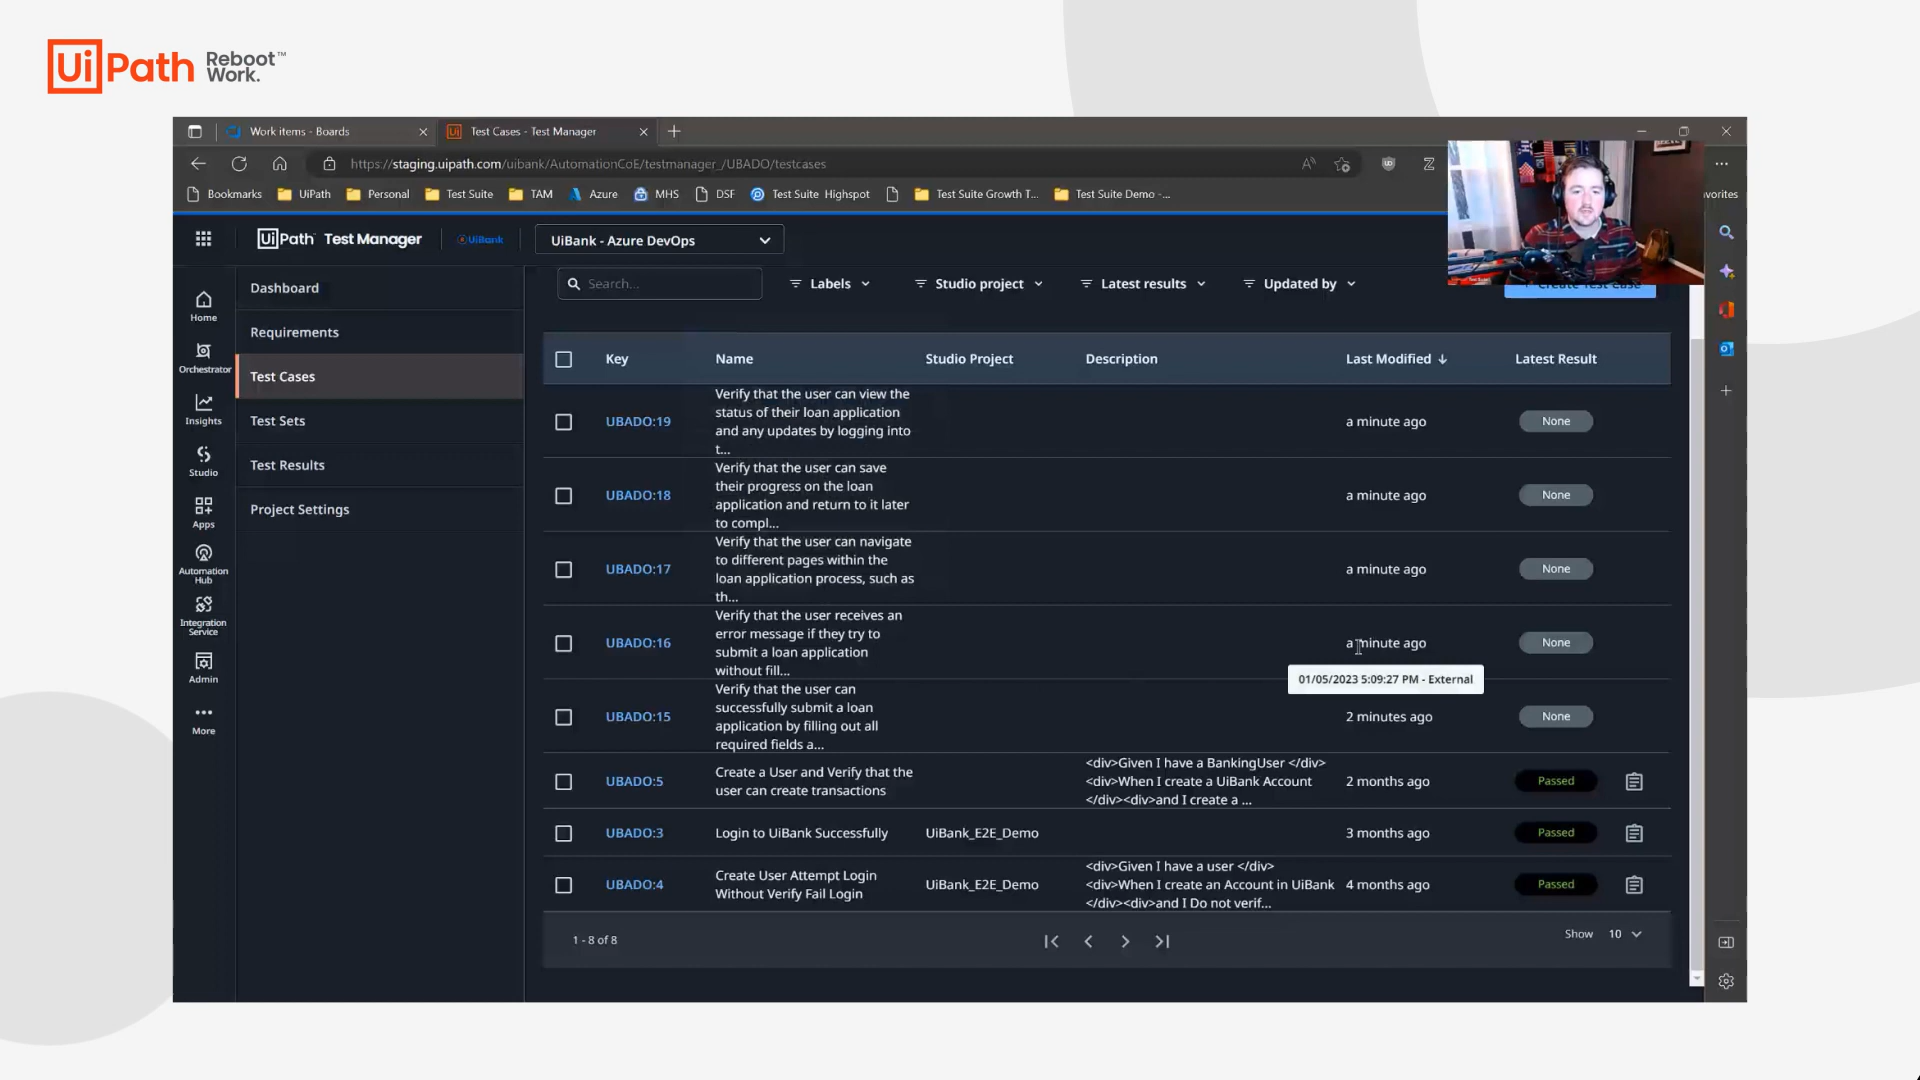 UiPath Reboot Work.™
Work items - Boards
Test Cases - Test Manager
https://staging.uipath.com/uibank/AutomationCoE/testmanager_/UBADO/testcases
Bookmarks UiPath Personal Test Suite TAM Azure MHS DSF Test Suite Highspot Test Suite Growth T... Test Suite Demo -... vorites
UiPath Test Manager UiBank UiBank - Azure DevOps
Search... Labels Studio project Latest results Updated by
Create Test Case
Home
Orchestrator
Insights
Studio
Apps
Automation
Hub
Integration
Service
Admin
More
Dashboard
Requirements
Test Cases
Test Sets
Test Results
Project Settings
Key Name Studio Project Description Last Modified Latest Result
UBADO:19
Verify that the user can view the
status of their loan application
and any updates by logging into
t...
a minute ago None
UBADO:18
Verify that the user can save
their progress on the loan
application and return to it later
to compl...
a minute ago None
UBADO:17
Verify that the user can navigate
to different pages within the
loan application process, such as
th...
a minute ago None
UBADO:16
Verify that the user receives an
error message if they try to
submit a loan application
without fill...
a minute ago None
01/05/2023 5:09:27 PM - External
UBADO:15
Verify that the user can
successfully submit a loan
application by filling out all
required fields a...
2 minutes ago None
UBADO:5
Create a User and Verify that the
user can create transactions
<div>Given I have a BankingUser </div>
<div>When I create a UiBank Account
</div><div>and I create a ...
2 months ago Passed
UBADO:3 Login to UiBank Successfully UiBank_E2E_Demo 3 months ago Passed
UBADO:4
Create User Attempt Login
Without Verify Fail Login
UiBank_E2E_Demo
<div>Given I have a user </div>
<div>When I create an Account in UiBank
</div><div>and I Do not verif...
4 months ago Passed
1 - 8 of 8
Show 10